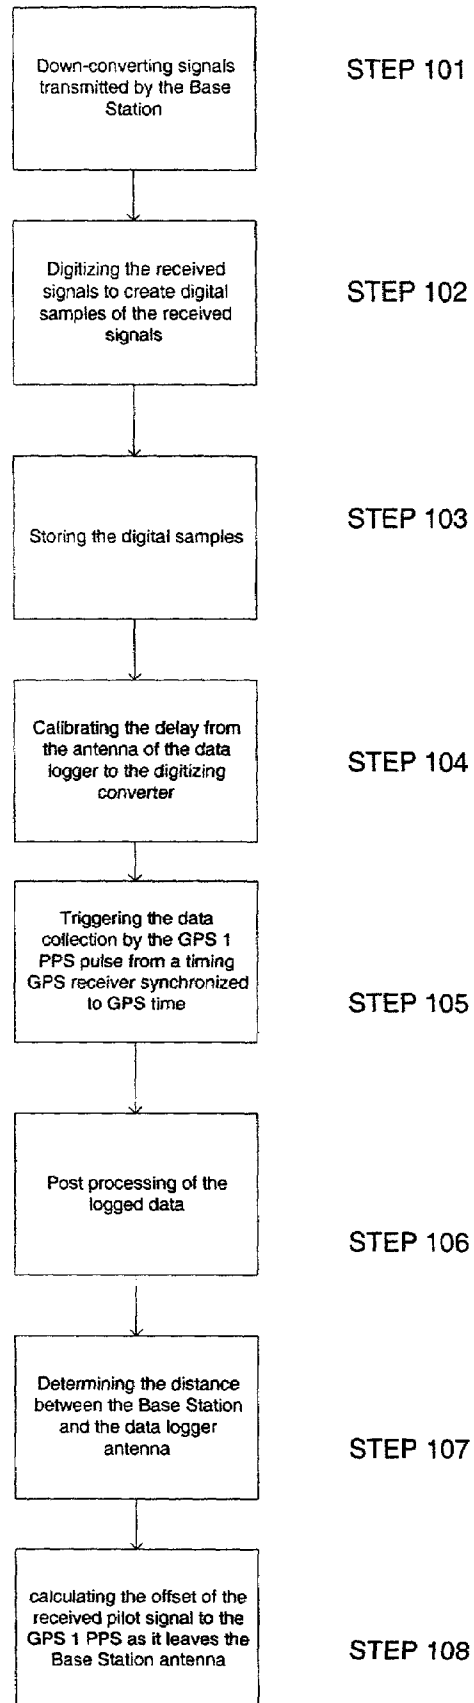 Down-converting signals
transmitted by the Base
Station
STEP 101
Digitizing the received
signals to create digital
samples of the received
signals
STEP 102
Storing the digital samples
STEP 103
Calibrating the delay from
the antenna of the data
logger to the digitizing
converter
STEP 104
Triggering the data
collection by the GPS 1
PPS pulse from a timing
GPS receiver synchronized
to GPS time
STEP 105
Post processing of the
logged data
STEP 106
Determining the distance
between the Base Station
and the data logger
antenna
STEP 107
calculating the offset of the
received pilot signal to the
GPS 1 PPS as it leaves the
Base Station antenna
STEP 108